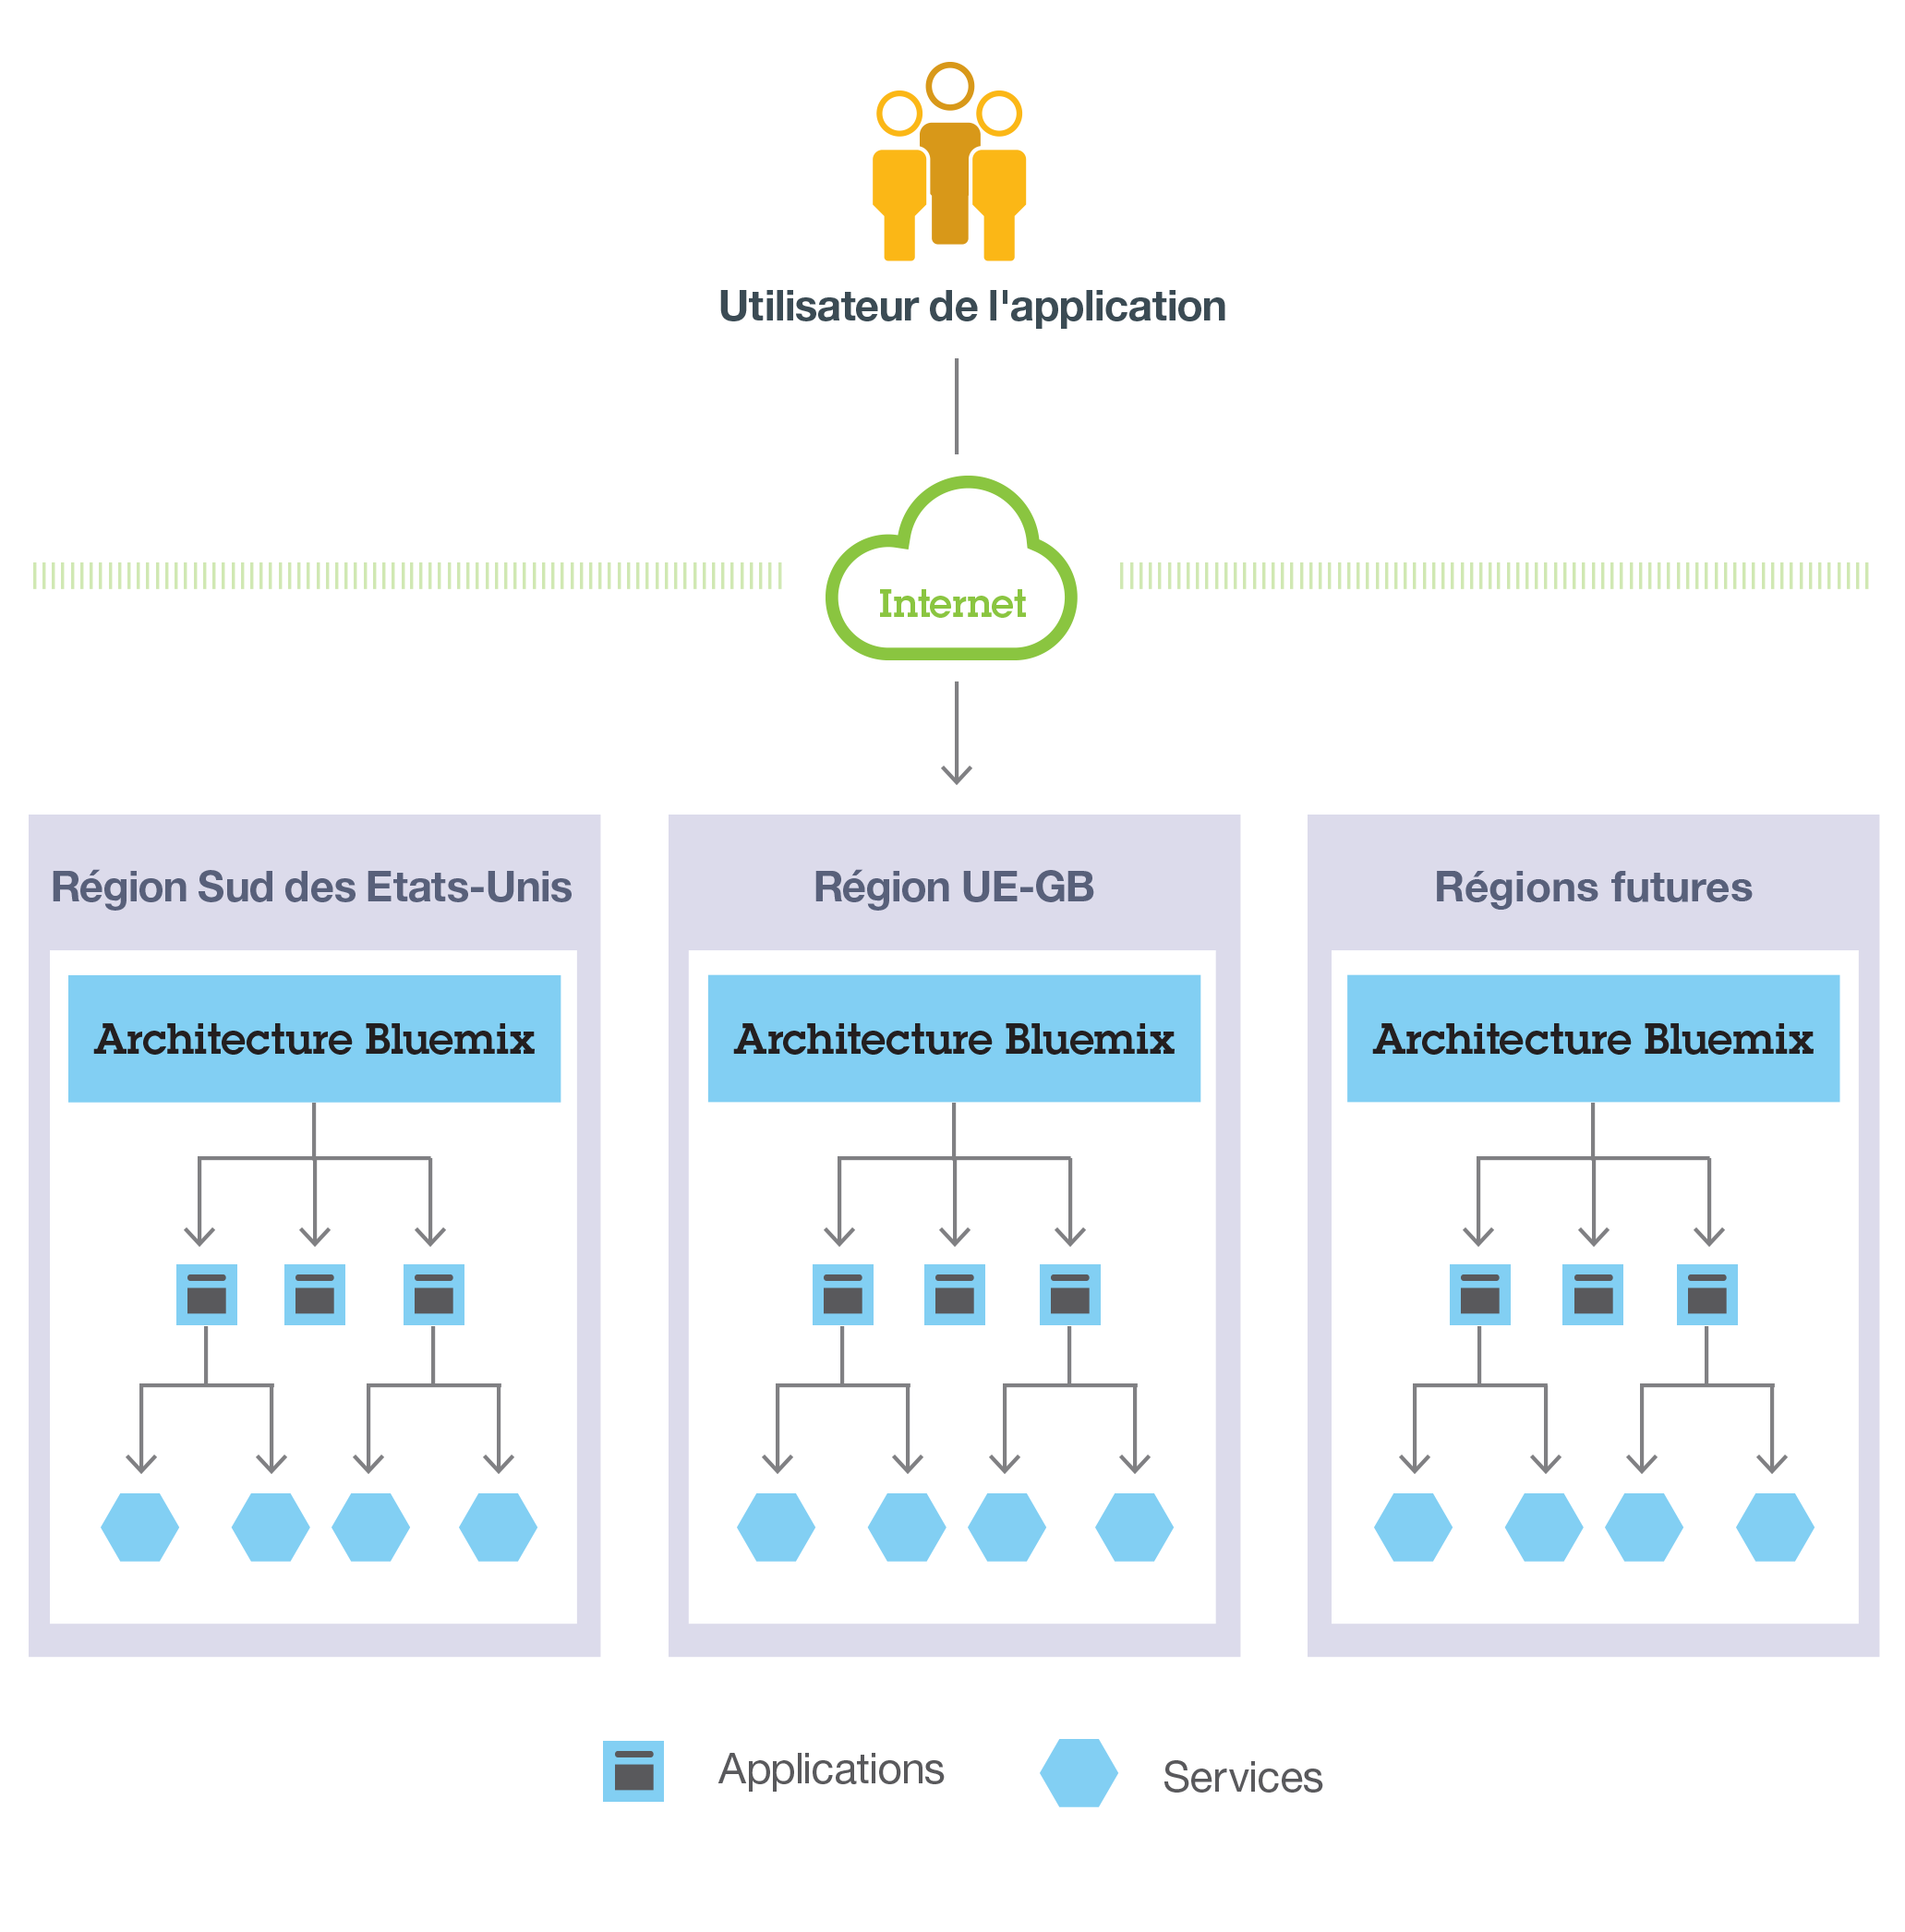 Utilisateur de l'application
Internet
Région Sud des Etats-Unis
Région UE-GB
Régions futures
Architecture Bluemix
Architecture Bluemix
Architecture Bluemix
Applications
Services